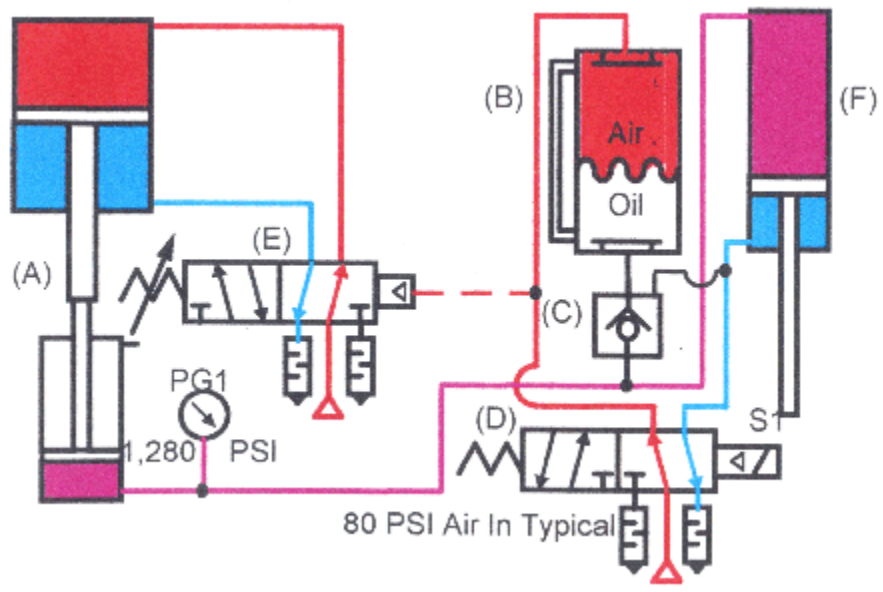 (B)
(F)
Air
Oil
(E)
(A)
(C)
PG1
S1
(D)
1,280 PSI
80 PSI Air In Typical